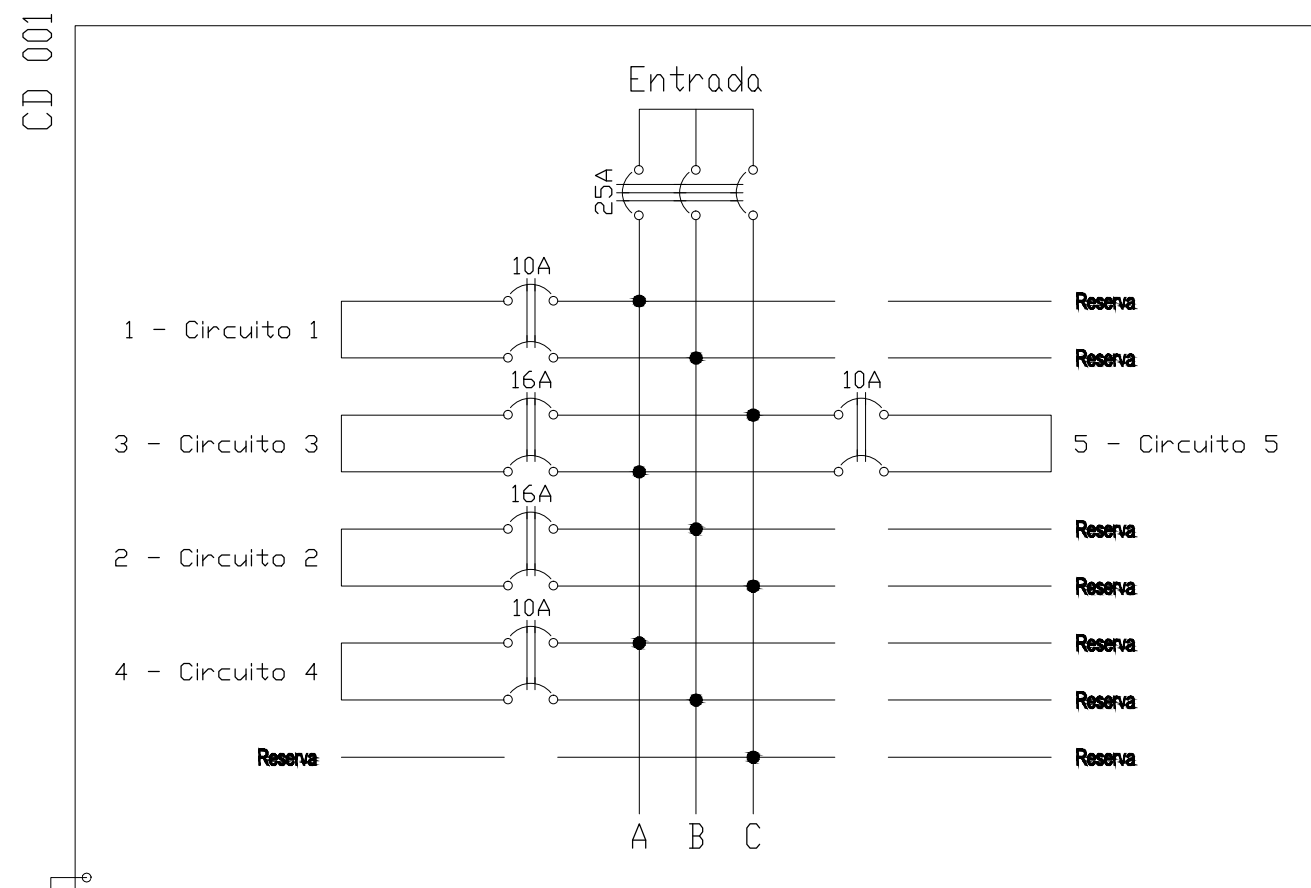 CD 001
Entrada
25A
10A
Reserva
1 - Circuito 1
Reserva
16A
10A
3 - Circuito 3
5 - Circuito 5
16A
Reserva
2 - Circuito 2
Reserva
10A
Reserva
4 - Circuito 4
Reserva
Reserva
Reserva
A B C